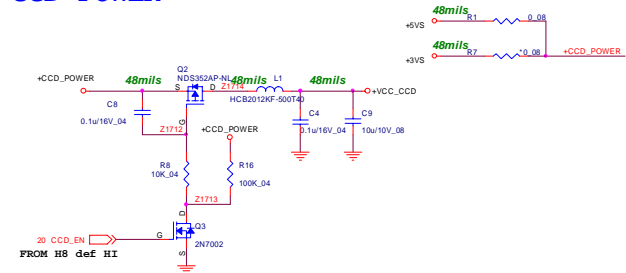 CCD POWER
48mils
R1
0_08
+5VS
48mils
R7
*0_08
+CCD_POWER
+3VS
Q2
NDS352AP-NL
48mils
L1
48mils
48mils
+CCD_POWER
S
D
Z1714
HCB2012KF-500T40
+VCC_CCD
C8
0.1u/16V_04
G
Z1712
+CCD_POWER
C4
0.1u/16V_04
C9
10u/10V_08
R8
10K_04
R16
100K_04
Z1713
D
Q3
20 CCD_EN
G
2N7002
FROM H8 def HI
S